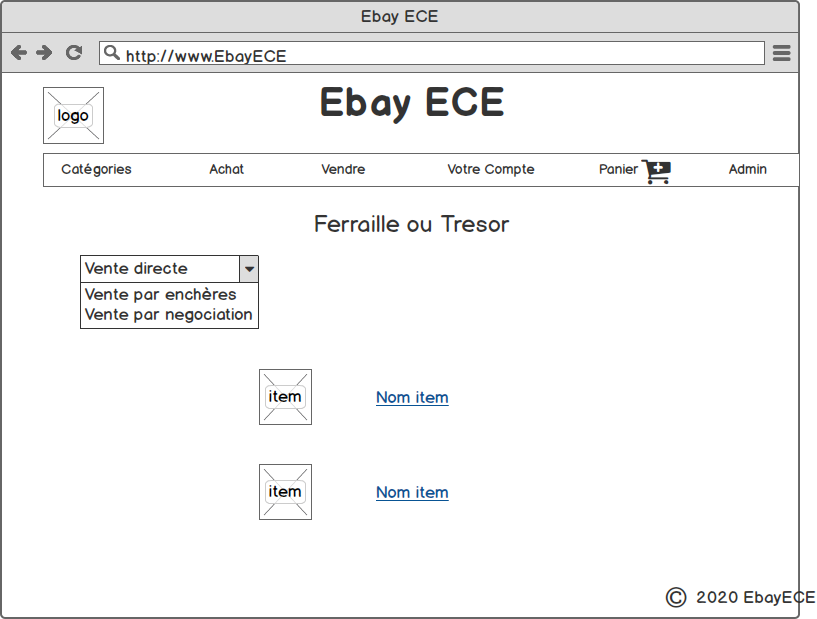 Ebay ECE
http://www.EbayECE
logo
Ebay ECE
Catégories Achat Vendre Votre Compte Panier Admin
Ferraille ou Tresor
Vente directe
Vente par enchères
Vente par negociation
item Nom item
item Nom item
© 2020 EbayECE